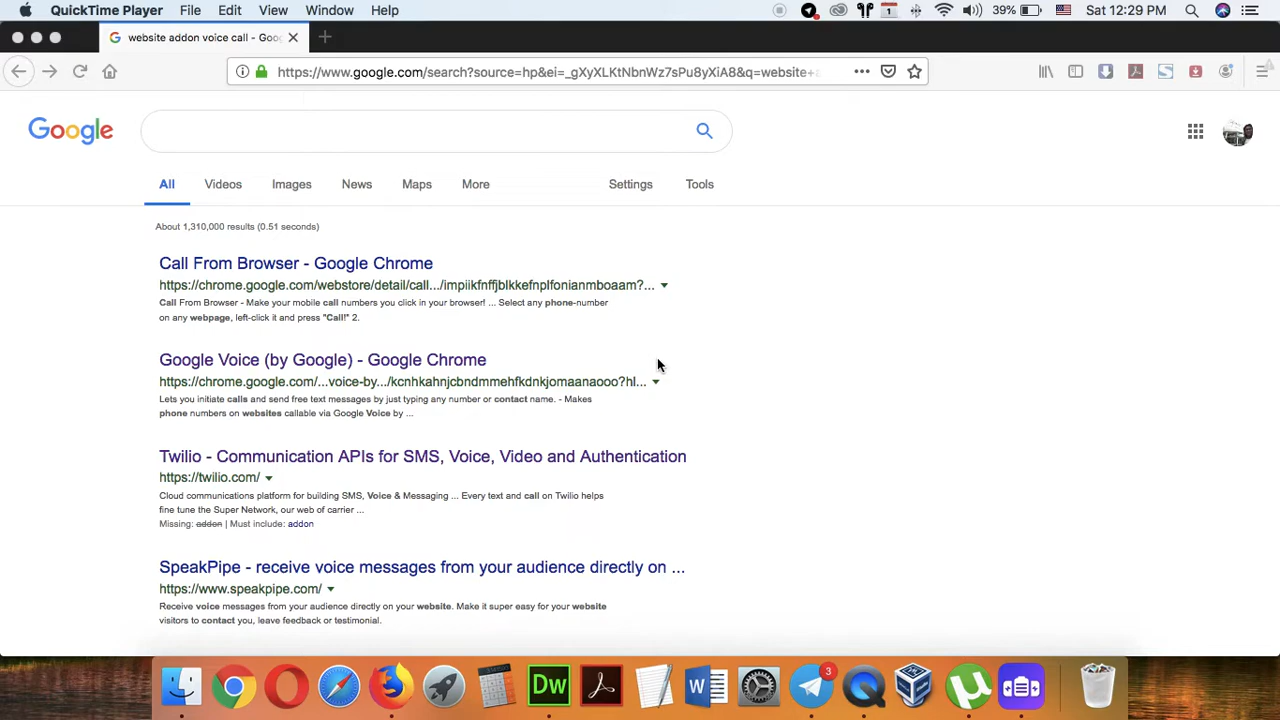 QuickTime Player File Edit View Window Help 1 39% Sat 12:29 PM
website addon voice call - Goo
https://www.google.com/search?source=hp&ei=_gXyXLKtNbnWz7sPu8yXiA8&q=website+a
Google
All Videos Images News Maps More Settings Tools
About 1,310,000 results (0.51 seconds)
Call From Browser - Google Chrome
https://chrome.google.com/webstore/detail/call.../impiikfnffjblkkefnplfonianmboaam?...
Call From Browser - Make your mobile call numbers you click in your browser! ... Select any phone-number
on any webpage, left-click it and press "Call!" 2.
Google Voice (by Google) - Google Chrome
https://chrome.google.com/...voice-by.../kcnhkahnjcbndmmehfkdnkjomaanaooo?hl...
Lets you initiate calls and send free text messages by just typing any number or contact name. - Makes
phone numbers on websites callable via Google Voice by ...
Twilio - Communication APIs for SMS, Voice, Video and Authentication
https://twilio.com/
Cloud communications platform for building SMS, Voice & Messaging ... Every text and call on Twilio helps
fine tune the Super Network, our web of carrier ...
Missing: addon | Must include: addon
SpeakPipe - receive voice messages from your audience directly on ...
https://www.speakpipe.com/
Receive voice messages from your audience directly on your website. Make it super easy for your website
visitors to contact you, leave feedback or testimonial.
Dw W 3